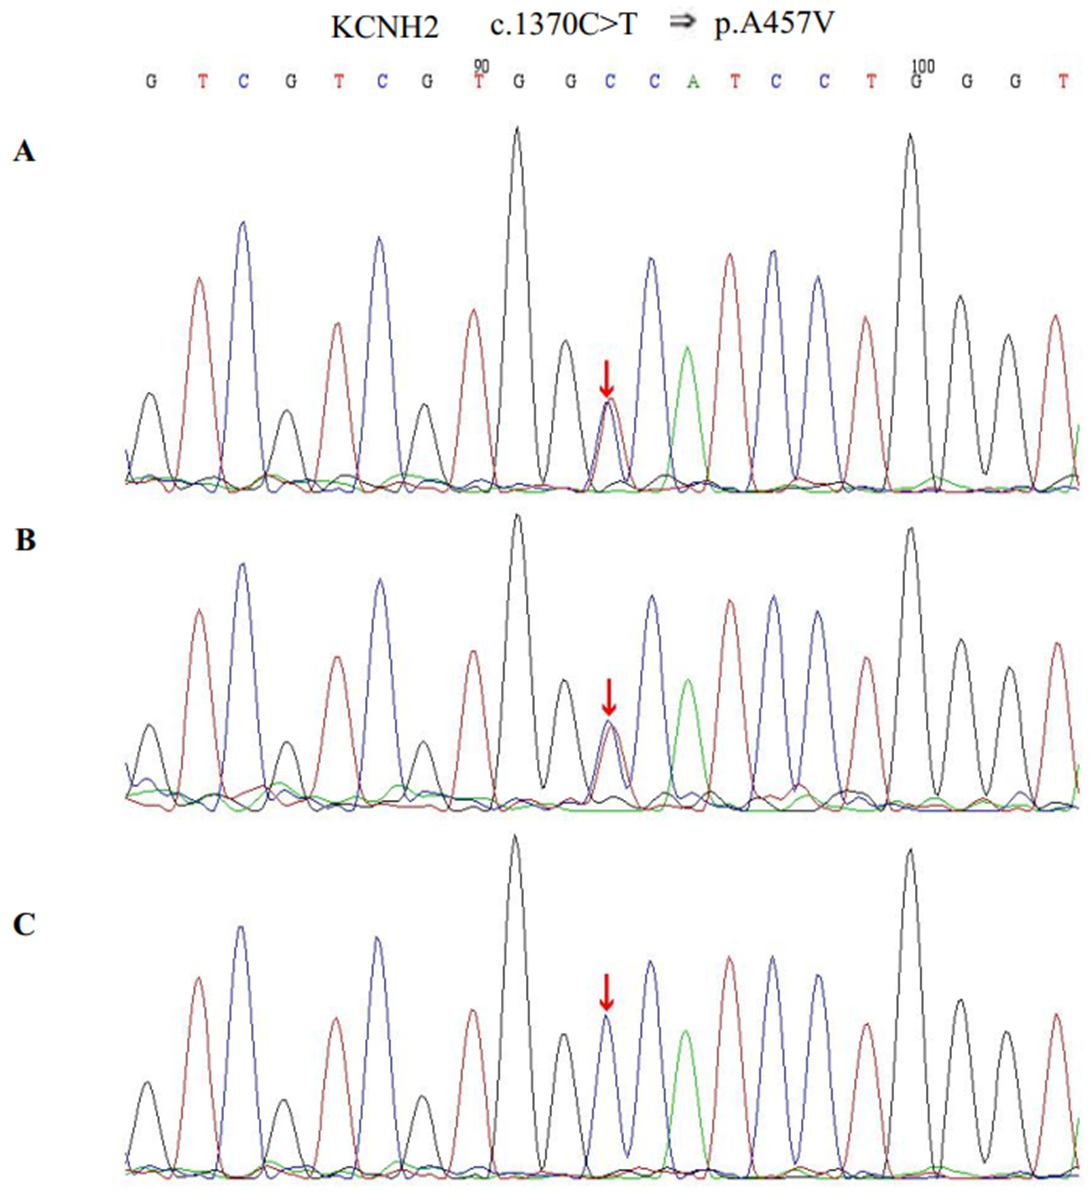 KCNH2 c.1370C>T ⇒ p.A457V
90 100
G T C G T C G T G G C C A T C C T G G G T
A
B
C